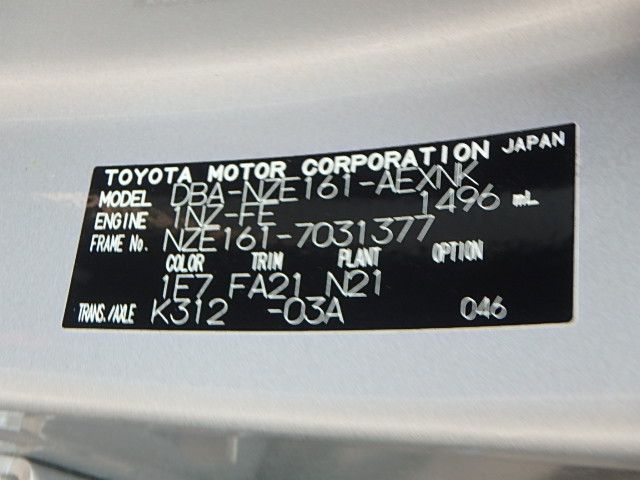 TOYOTA MOTOR CORPORATION JAPAN
MODEL DBA-NZE161-AEXNK
ENGINE 1NZ-FE 1496 mL
FRAME No. NZE161-7031377
COLOR TRIM PLANT OPTION
1E7 FA21 N21
TRANS./AXLE K312 -03A 046